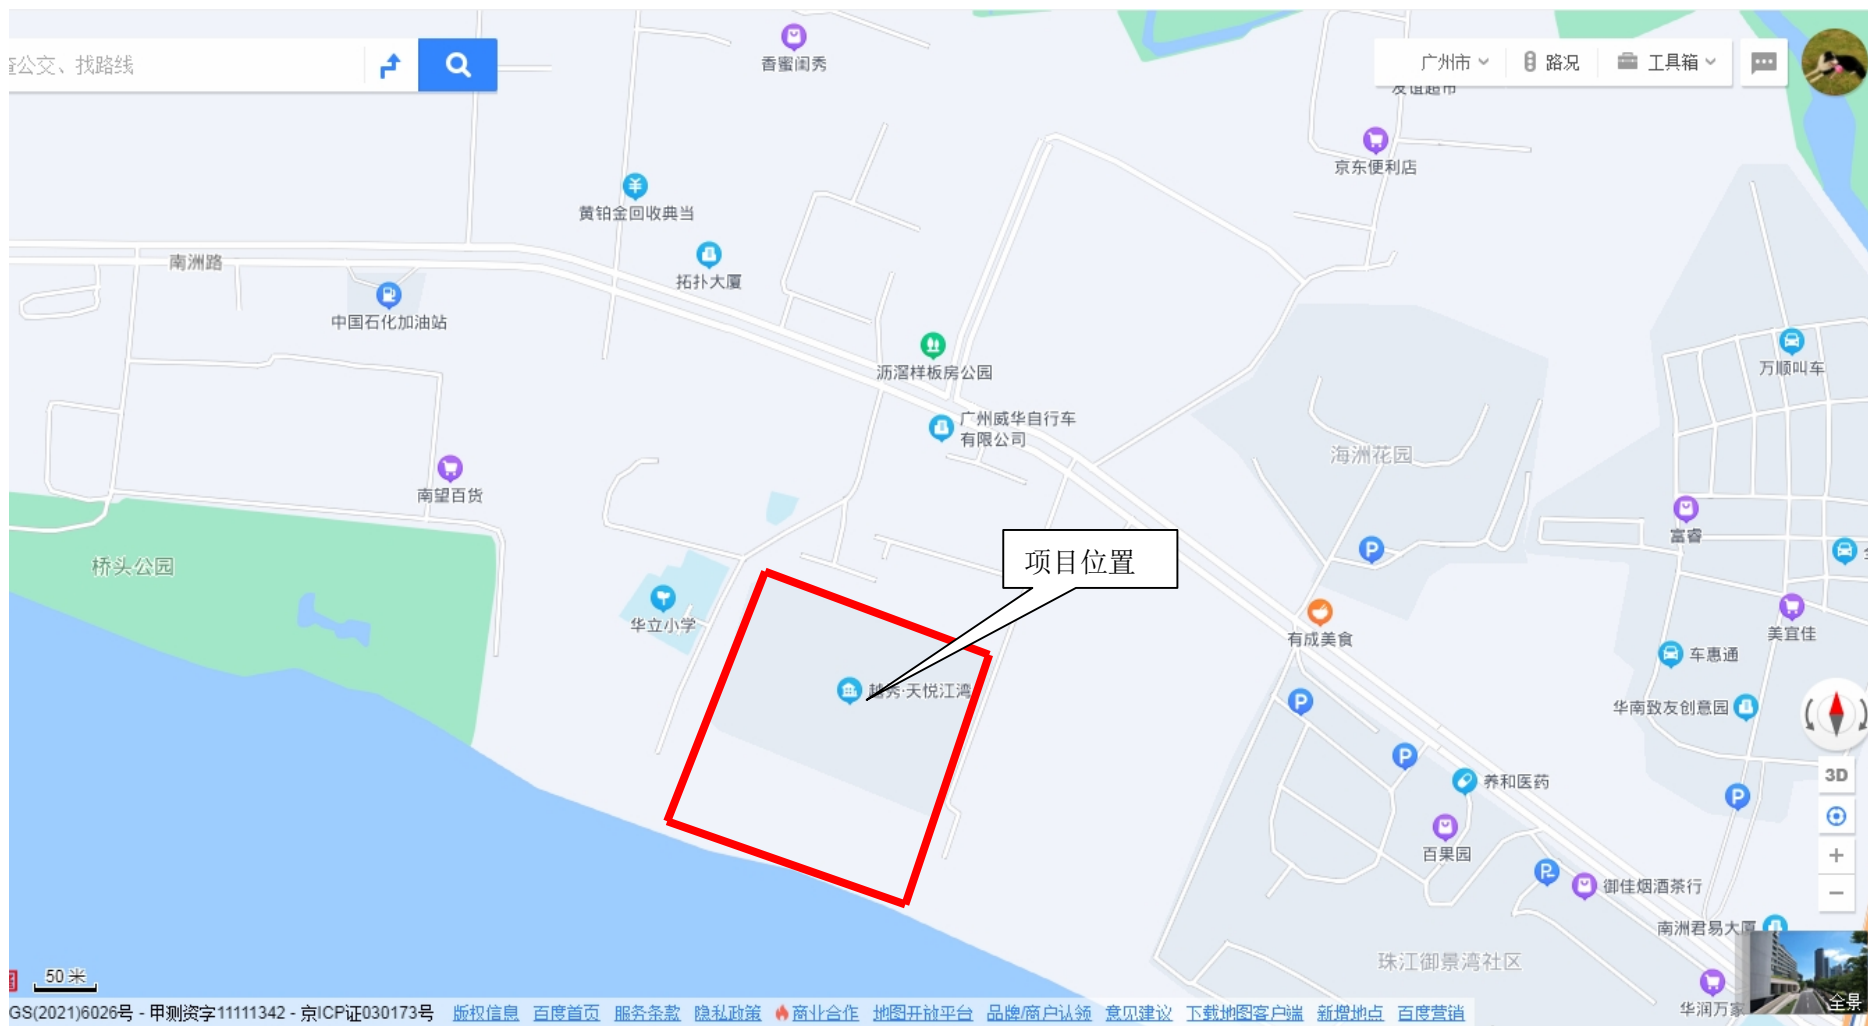 查公交、找路线
香蜜闺秀
广州市
路况
工具箱
友谊超市
京东便利店
黄铂金回收典当
拓扑大厦
南洲路
中国石化加油站
沥滘样板房公园
万顺叫车
广州威华自行车
有限公司
海洲花园
南望百货
富睿
桥头公园
项目位置
P
华立小学
有成美食
美宜佳
车惠通
越秀·天悦江湾
P
华南致友创意园
P
养和医药
3D
P
百果园
P
御佳烟酒茶行
南洲君易大厦
珠江御景湾社区
50 米
华润万家
全景
GS(2021)6026号 - 甲测资字11111342 - 京ICP证030173号 版权信息 百度首页 服务条款 隐私政策 商业合作 地图开放平台 品牌/商户认领 意见建议 下载地图客户端 新增地点 百度营销